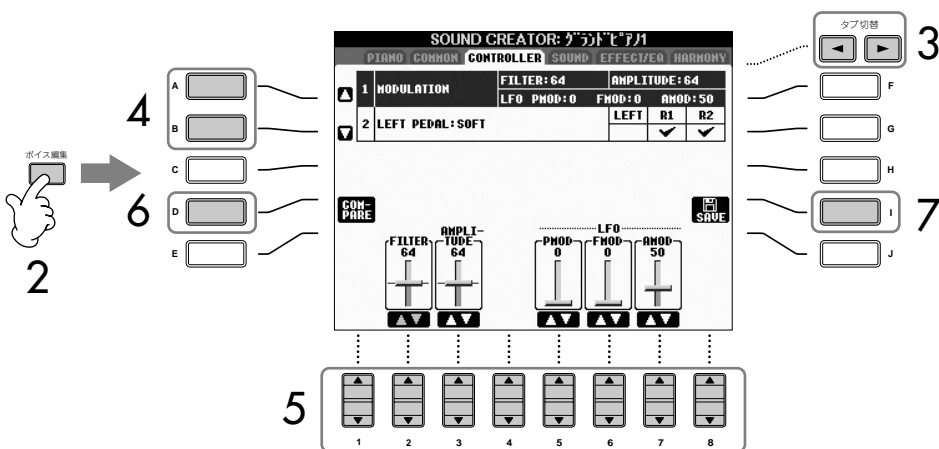 タブ切替
3
SOUND CREATOR: グランドピアノ1
PIANO COMMON CONTROLLER SOUND EFFECT/EQ HARMONY
1 MODULATION FILTER:64 AMPLITUDE:64
LFO PMOD:0 FMOD:0 AMOD:50
2 LEFT PEDAL:SOFT LEFT R1 R2
A
B
C
D
E
F
G
H
I
J
4
ボイス編集
2
6
7
COM-
PARE
SAVE
LFO
FILTER AMPLI-
TUDE PMOD FMOD AMOD
64 64 0 0 50
5
1 2 3 4 5 6 7 8